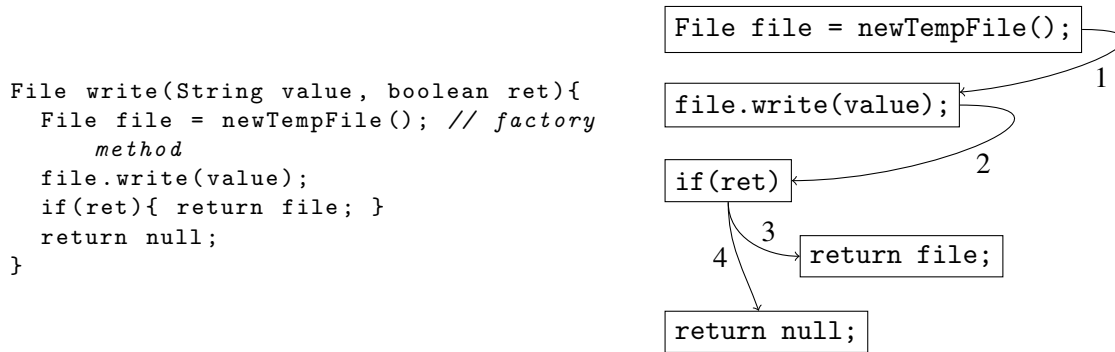 File write(String value, boolean ret){
File file = newTempFile(); // factory
method
file.write(value);
if(ret){ return file; }
return null;
}
File file = newTempFile();
1
file.write(value);
2
if(ret)
3
return file;
4
return null;